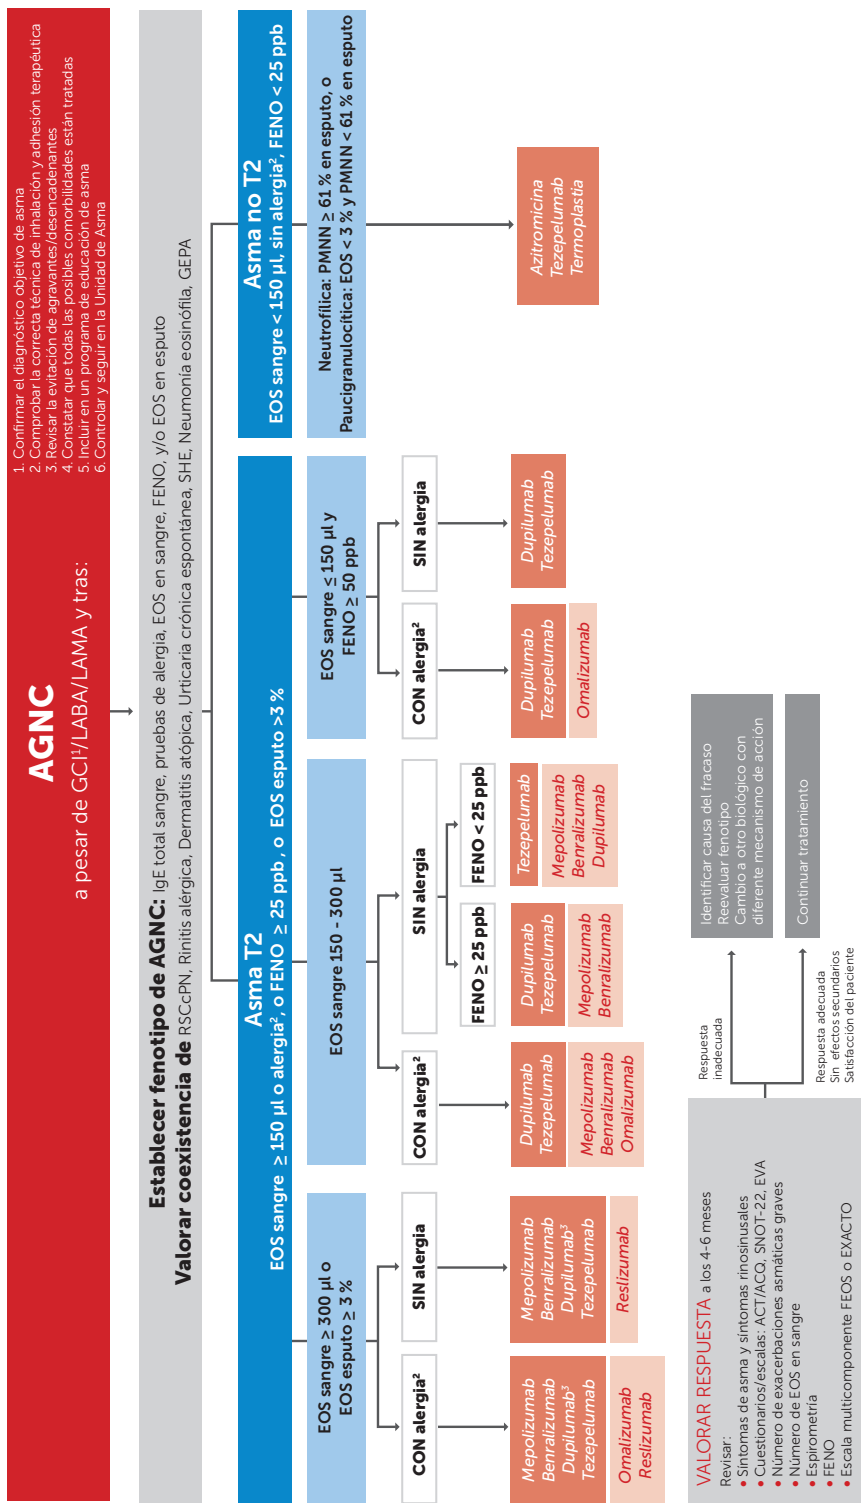 AGNC
a pesar de GCI¹/LABA/LAMA y tras:
1. Confirmar el diagnóstico objetivo de asma
2. Comprobar la correcta técnica de inhalación y adhesión terapéutica
3. Revisar la evitación de agravantes/desencadenantes
4. Constatar que todas las posibles comorbilidades están tratadas
5. Incluir en un programa de educación de asma
6. Controlar y seguir en la Unidad de Asma
Establecer fenotipo de AGNC: IgE total sangre, pruebas de alergia, EOS en sangre, FENO, y/o EOS en esputo
Valorar coexistencia de RSCcPN, Rinitis alérgica, Dermatitis atópica, Urticaria crónica espontánea, SHE, Neumonía eosinófila, GEPA
Asma T2
EOS sangre ≥ 150 µl o alergia², o FENO ≥ 25 ppb, o EOS esputo >3 %
EOS sangre ≥ 300 µl o
EOS esputo ≥ 3 %
CON alergia²
Mepolizumab
Benralizumab
Dupilumab³
Tezepelumab
Omalizumab
Reslizumab
SIN alergia
Mepolizumab
Benralizumab
Dupilumab³
Tezepelumab
Reslizumab
EOS sangre 150 - 300 µl
CON alergia²
Dupilumab
Tezepelumab
Mepolizumab
Benralizumab
Omalizumab
SIN alergia
FENO ≥ 25 ppb
Dupilumab
Tezepelumab
Mepolizumab
Benralizumab
FENO < 25 ppb
Tezepelumab
Mepolizumab
Benralizumab
Dupilumab
EOS sangre ≤ 150 µl y
FENO ≥ 50 ppb
CON alergia²
Dupilumab
Tezepelumab
Omalizumab
SIN alergia
Dupilumab
Tezepelumab
Asma no T2
EOS sangre < 150 µl, sin alergia², FENO < 25 ppb
Neutrofílica: PMNN ≥ 61 % en esputo, o
Paucigranulocítica: EOS < 3 % y PMNN < 61 % en esputo
Azitromicina
Tezepelumab
Termoplastia
VALORAR RESPUESTA a los 4-6 meses
Revisar:
• Síntomas de asma y síntomas rinosinusales
• Cuestionarios/escalas: ACT/ACQ, SNOT-22, EVA
• Número de exacerbaciones asmáticas graves
• Número de EOS en sangre
• Espirometría
• FENO
• Escala multicomponente FEOS o EXACTO
Respuesta
inadecuada
Identificar causa del fracaso
Reevaluar fenotipo
Cambio a otro biológico con
diferente mecanismo de acción
Respuesta adecuada
Sin efectos secundarios
Satisfacción del paciente
Continuar tratamiento